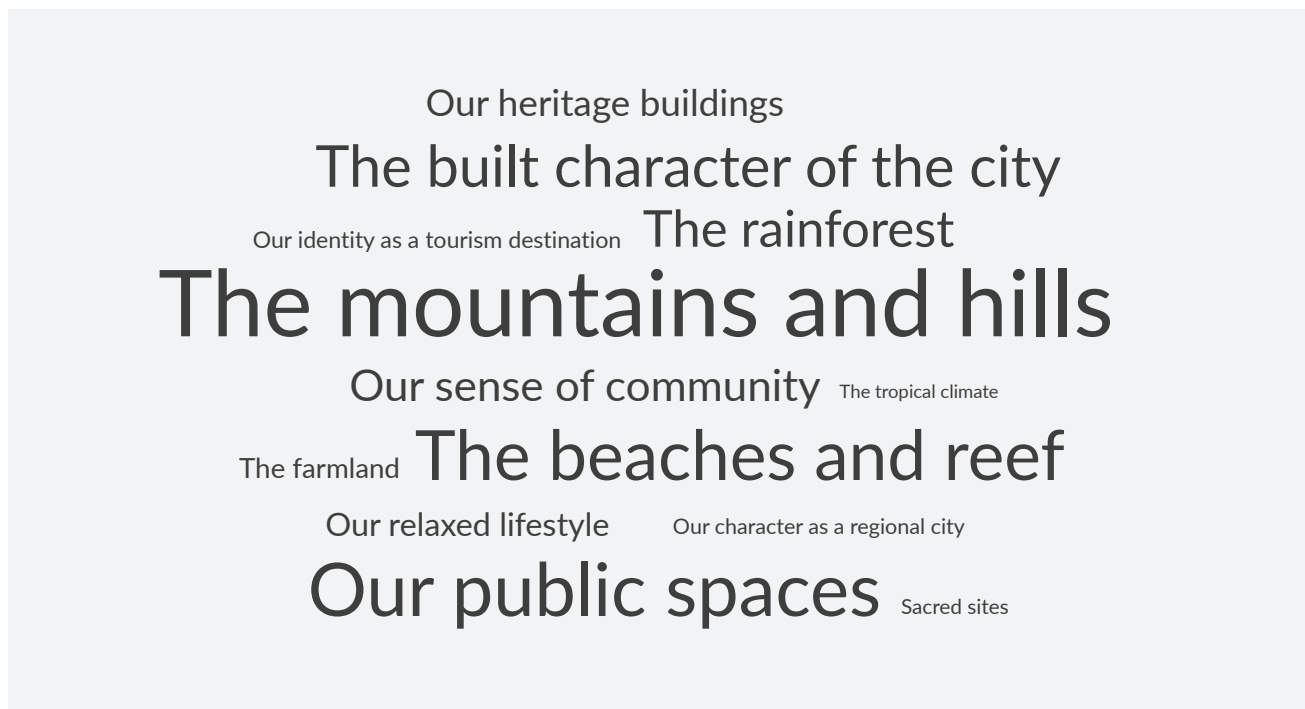 Our heritage buildings
The built character of the city
Our identity as a tourism destination The rainforest
The mountains and hills
Our sense of community The tropical climate
The farmland The beaches and reef
Our relaxed lifestyle Our character as a regional city
Our public spaces Sacred sites